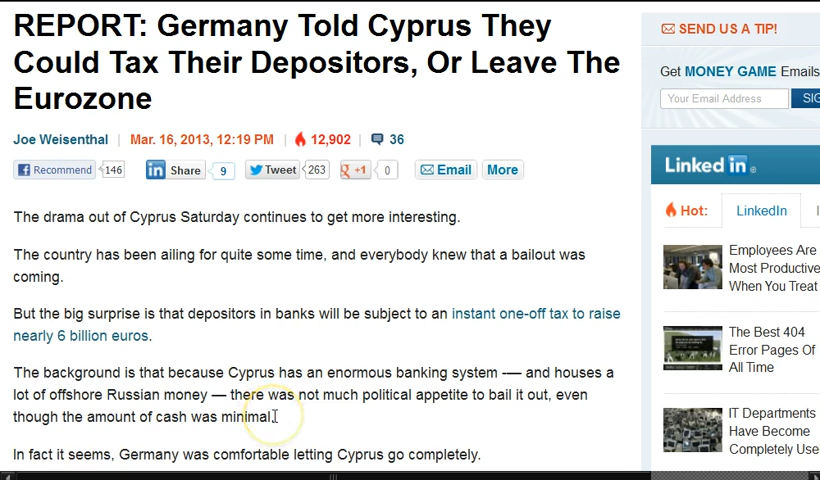 REPORT: Germany Told Cyprus They
Could Tax Their Depositors, Or Leave The
Eurozone
Joe Weisenthal | Mar. 16, 2013, 12:19 PM | 12,902 | 36
Recommend 146 Share 9 Tweet 263 +1 0 Email More
The drama out of Cyprus Saturday continues to get more interesting.
The country has been ailing for quite some time, and everybody knew that a bailout was
coming.
But the big surprise is that depositors in banks will be subject to an instant one-off tax to raise
nearly 6 billion euros.
The background is that because Cyprus has an enormous banking system -— and houses a
lot of offshore Russian money — there was not much political appetite to bail it out, even
though the amount of cash was minimal.
In fact it seems, Germany was comfortable letting Cyprus go completely.
SEND US A TIP!
Get MONEY GAME Emails
Your Email Address SIG
Linked in
Hot: LinkedIn
Employees Are
Most Productive
When You Treat
The Best 404
Error Pages Of
All Time
IT Departments
Have Become
Completely Use